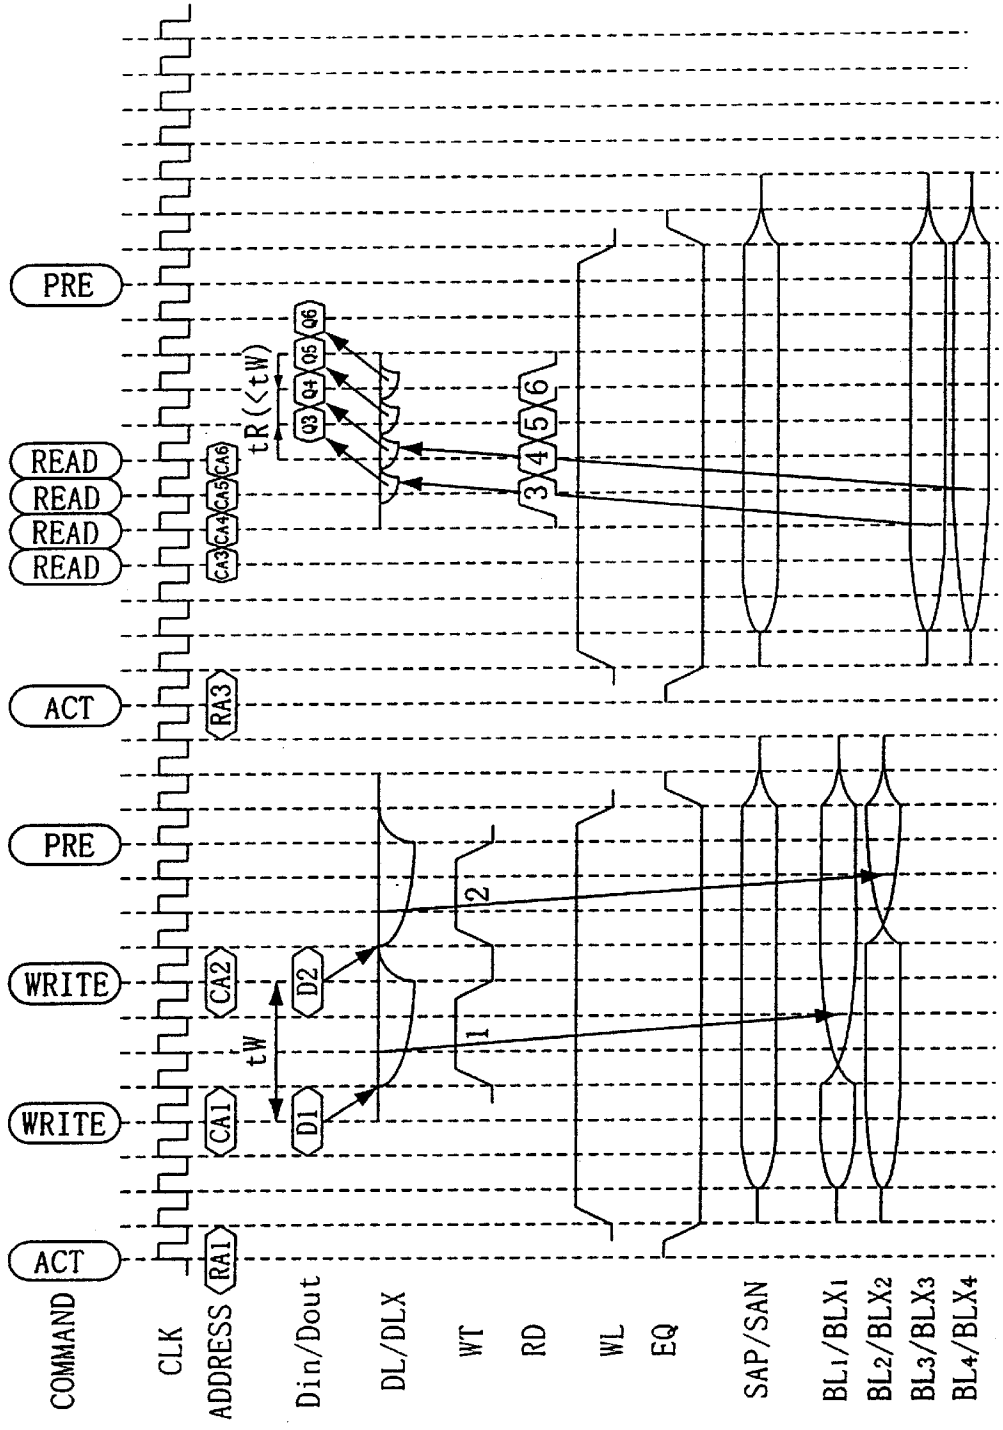 COMMAND ACT WRITE WRITE PRE ACT READ READ READ READ PRE
CLK
ADDRESS RA1 CA1 CA2 RA3 CA3 CA4 CA5 CA6
tW tR(<tW)
Din/Dout D1 D2 Q3 Q4 Q5 Q6
DL/DLX
WT 1 2
RD 3 4 5 6
WL
EQ
SAP/SAN
BL1/BLX1
BL2/BLX2
BL3/BLX3
BL4/BLX4